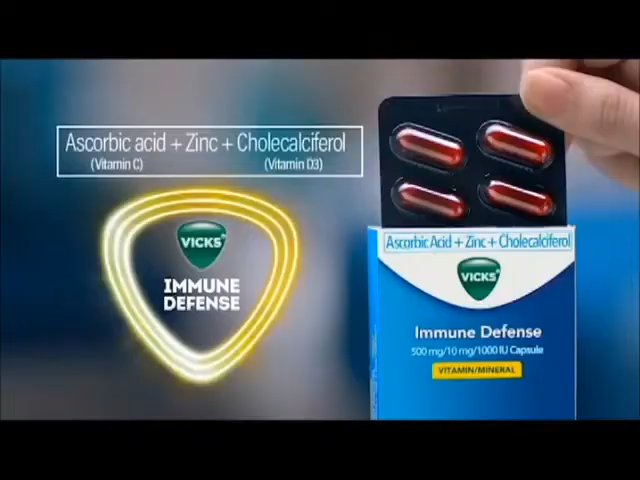 Ascorbic acid + Zinc + Cholecalciferol
(Vitamin C) (Vitamin D3)
VICKS
IMMUNE
DEFENSE
Ascorbic Acid + Zinc + Cholecalciferol
VICKS
Immune Defense
500 mg/10 mg/1000 IU Capsule
VITAMIN/MINERAL